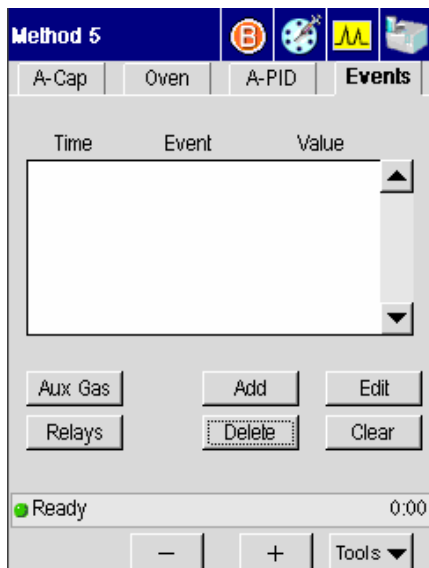 Method 5 B
A-Cap Oven A-PID Events
Time Event Value
Aux Gas Add Edit
Relays Delete Clear
Ready 0:00
− + Tools